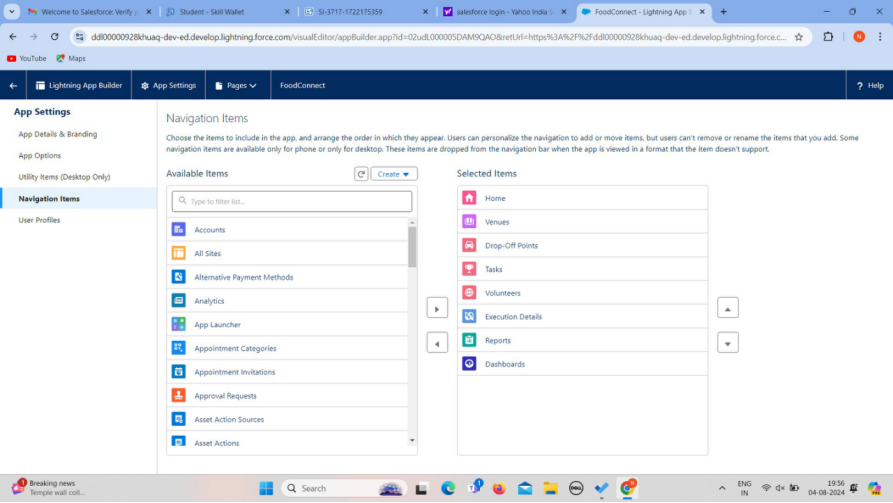 Welcome to Salesforce: Verify y
Student - Skill Wallet
SI-3717-1722175359
salesforce login - Yahoo India S
FoodConnect - Lightning App
ddl00000928khuaq-dev-ed.develop.lightning.force.com/visualEditor/appBuilder.app?id=02udL000005DAM9QAO&retUrl=https%3A%2F%2Fddl00000928khuaq-dev-ed.develop.lightning.force.c...
N
YouTube
Maps
Lightning App Builder
App Settings
Pages
FoodConnect
? Help
App Settings
App Details & Branding
App Options
Utility Items (Desktop Only)
Navigation Items
User Profiles
Navigation Items
Choose the items to include in the app, and arrange the order in which they appear. Users can personalize the navigation to add or move items, but users can't remove or rename the items that you add. Some
navigation items are available only for phone or only for desktop. These items are dropped from the navigation bar when the app is viewed in a format that the item doesn't support.
Available Items
Create
Type to filter list...
Accounts
All Sites
Alternative Payment Methods
Analytics
App Launcher
Appointment Categories
Appointment Invitations
Approval Requests
Asset Action Sources
Asset Actions
Selected Items
Home
Venues
Drop-Off Points
Tasks
Volunteers
Execution Details
Reports
Dashboards
1
Breaking news
Temple wall coll...
Search
1
DELL
ENG
IN
19:56
04-08-2024